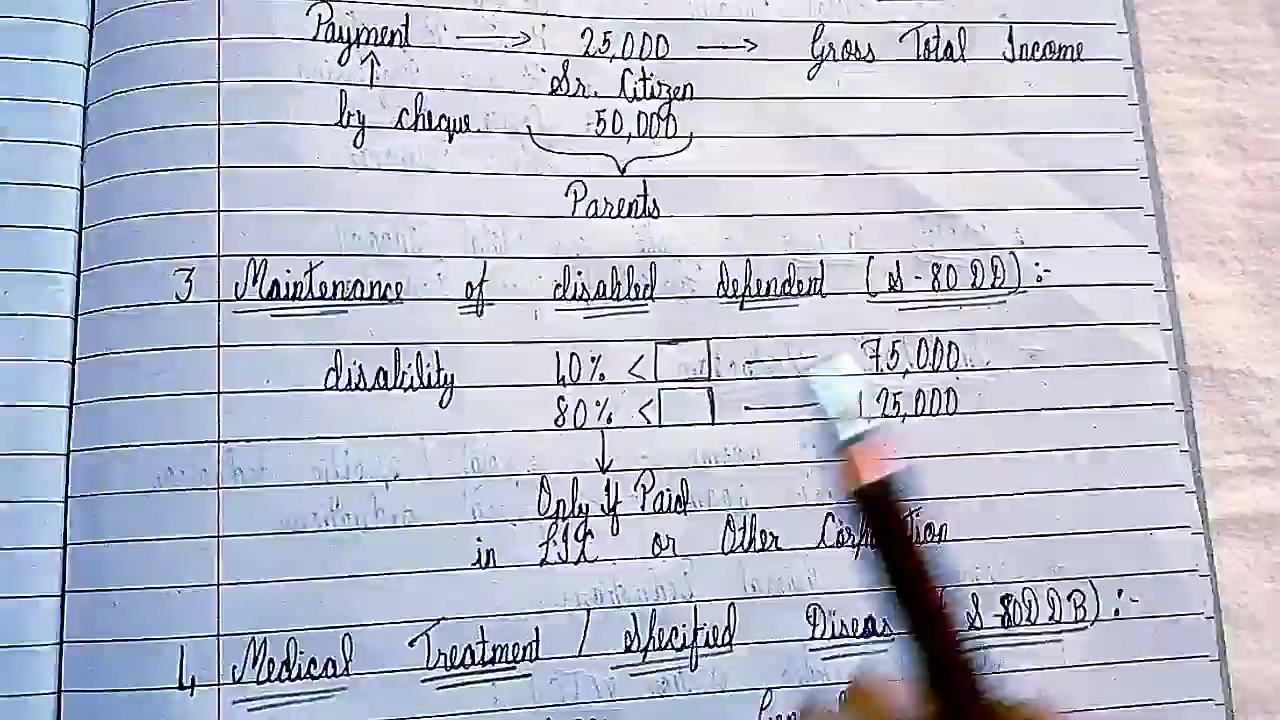 Payment → 25,000 → Gross Total Income
↑ Sr. Citizen
by cheque 50,000
Parents
3 Maintenance of disabled dependent (S-80DD) :-
disability 40% < — 75,000
80% < — 1,25,000
↓
Only if Paid
in LIC or Other
4 Medical Treatment / Specified (S-80DDB) :-